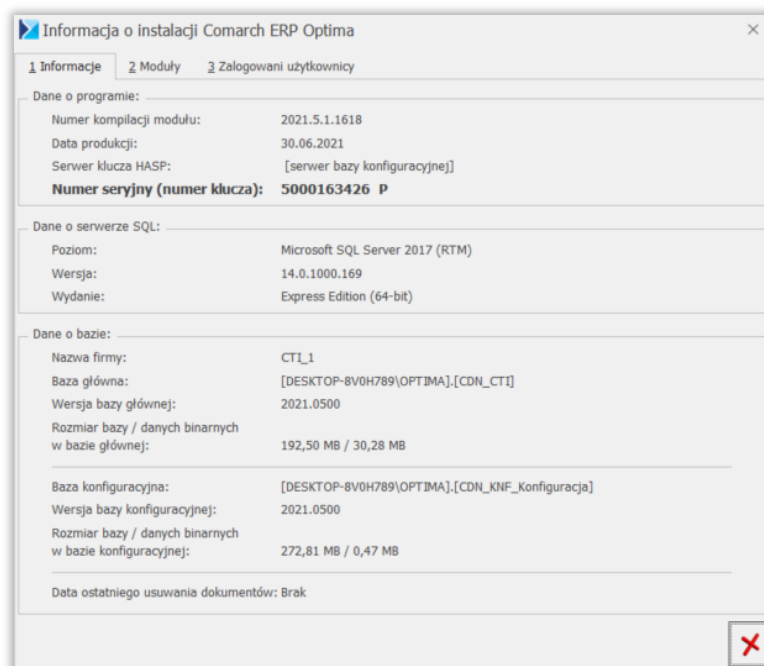 Informacja o instalacji Comarch ERP Optima
1 Informacje 2 Moduły 3 Zalogowani użytkownicy
Dane o programie:
Numer kompilacji modułu: 2021.5.1.1618
Data produkcji: 30.06.2021
Serwer klucza HASP: [serwer bazy konfiguracyjnej]
Numer seryjny (numer klucza): 5000163426 P
Dane o serwerze SQL:
Poziom: Microsoft SQL Server 2017 (RTM)
Wersja: 14.0.1000.169
Wydanie: Express Edition (64-bit)
Dane o bazie:
Nazwa firmy: CTI_1
Baza główna: [DESKTOP-8V0H789\OPTIMA].[CDN_CTI]
Wersja bazy głównej: 2021.0500
Rozmiar bazy / danych binarnych
w bazie głównej: 192,50 MB / 30,28 MB
Baza konfiguracyjna: [DESKTOP-8V0H789\OPTIMA].[CDN_KNF_Konfiguracja]
Wersja bazy konfiguracyjnej: 2021.0500
Rozmiar bazy / danych binarnych
w bazie konfiguracyjnej: 272,81 MB / 0,47 MB
Data ostatniego usuwania dokumentów: Brak